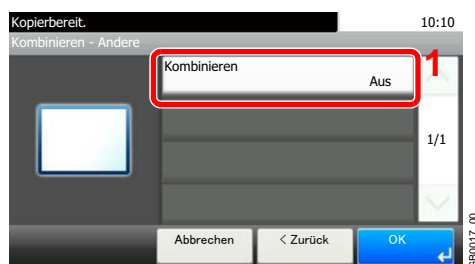 Kopierbereit.
10:10
Kombinieren - Andere
Kombinieren
Aus
1
1/1
Abbrechen
< Zurück
OK